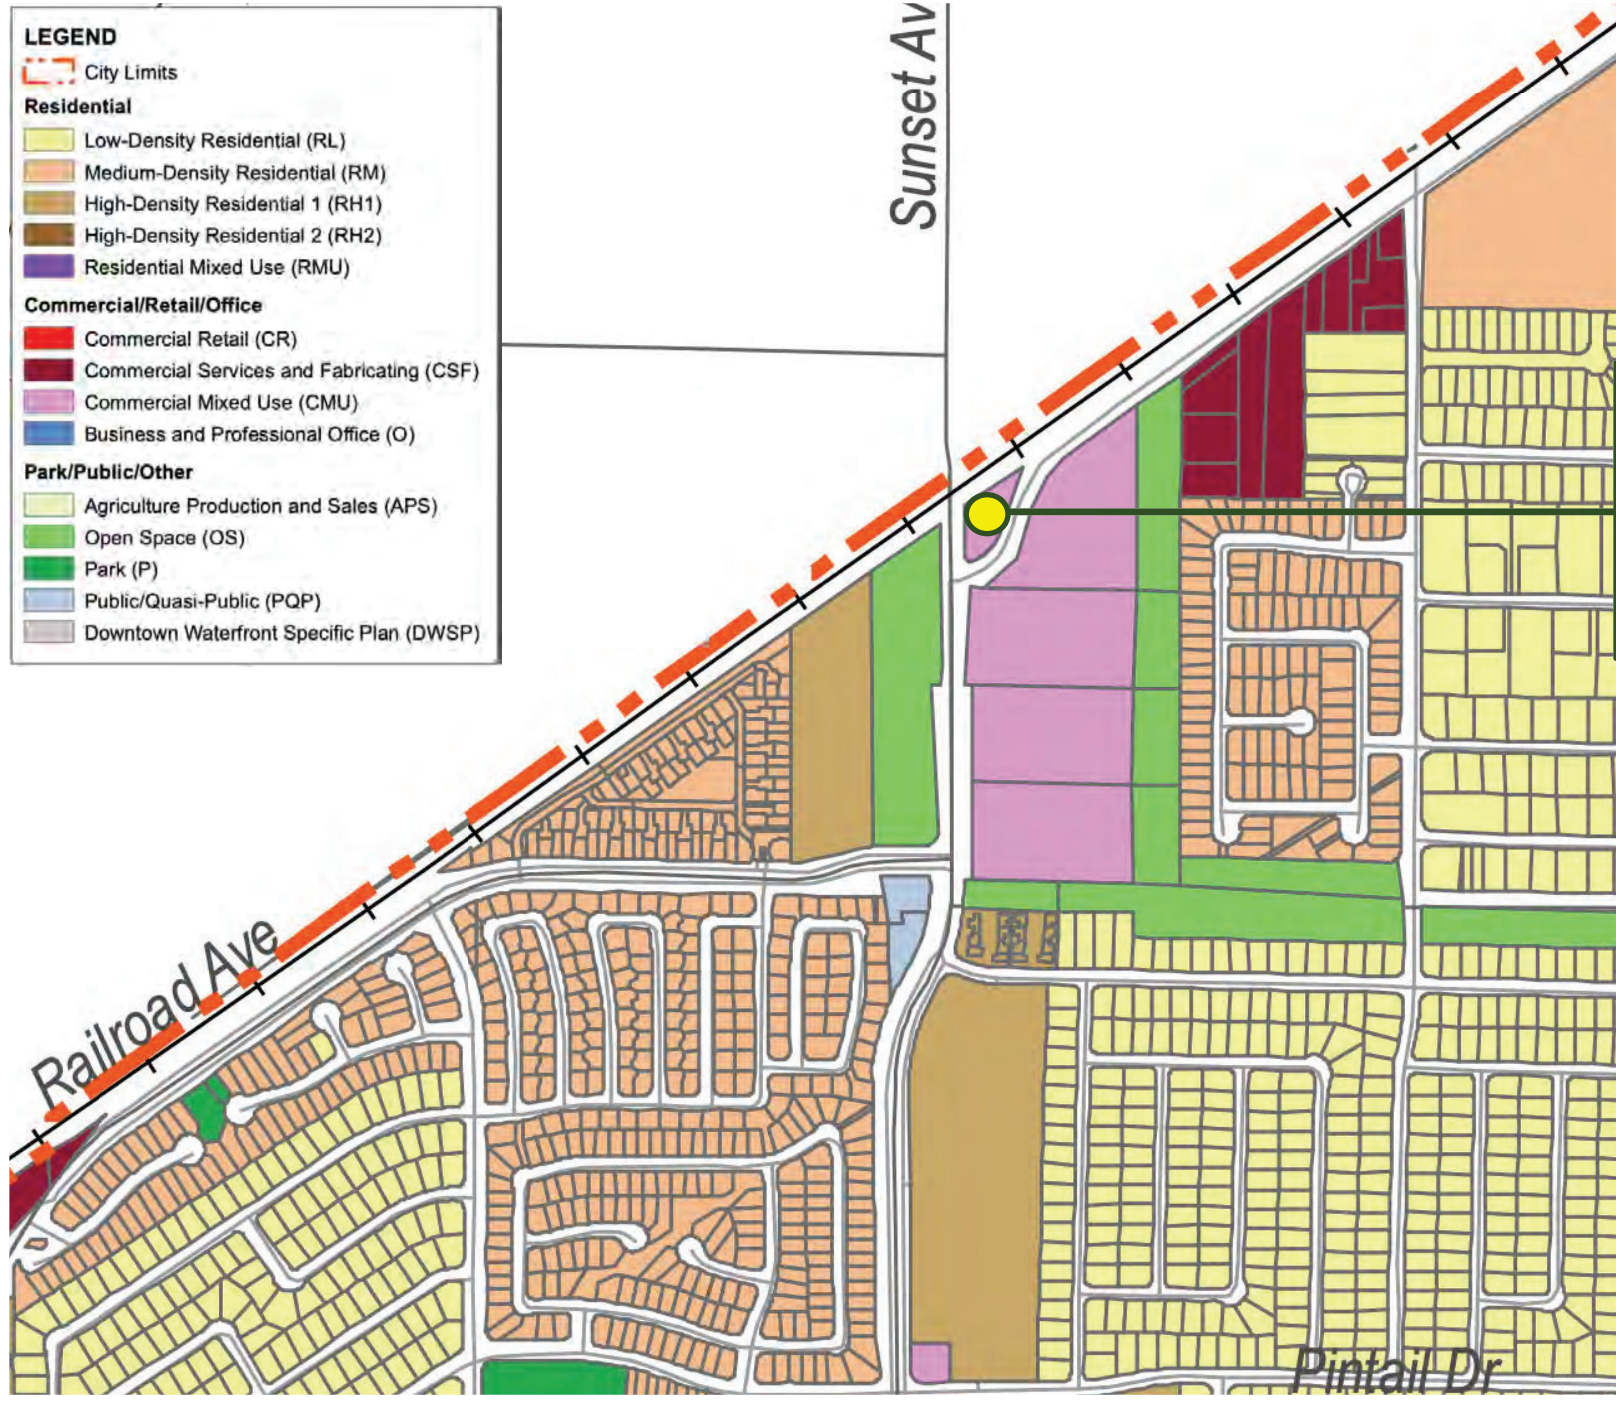 LEGEND
City Limits
Residential
Low-Density Residential (RL)
Medium-Density Residential (RM)
High-Density Residential 1 (RH1)
High-Density Residential 2 (RH2)
Residential Mixed Use (RMU)
Commercial/Retail/Office
Commercial Retail (CR)
Commercial Services and Fabricating (CSF)
Commercial Mixed Use (CMU)
Business and Professional Office (O)
Park/Public/Other
Agriculture Production and Sales (APS)
Open Space (OS)
Park (P)
Public/Quasi-Public (PQP)
Downtown Waterfront Specific Plan (DWSP)
Sunset Av
Railroad Ave
Pintail Dr